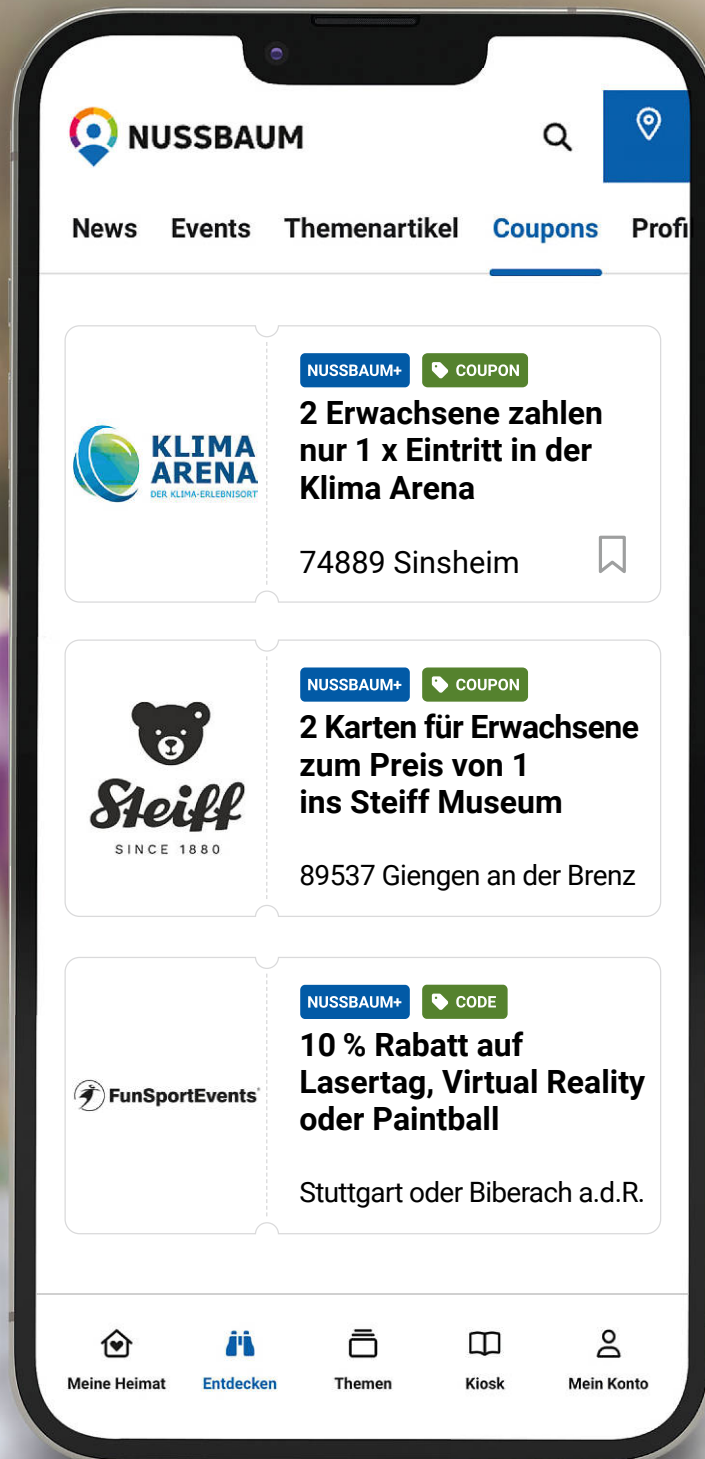 NUSSBAUM
News Events Themenartikel Coupons Profil
NUSSBAUM+ COUPON
2 Erwachsene zahlen
nur 1 x Eintritt in der
Klima Arena
74889 Sinsheim
KLIMA
ARENA
DER KLIMA-ERLEBNISORT
NUSSBAUM+ COUPON
2 Karten für Erwachsene
zum Preis von 1
ins Steiff Museum
89537 Giengen an der Brenz
Steiff
SINCE 1880
NUSSBAUM+ CODE
10 % Rabatt auf
Lasertag, Virtual Reality
oder Paintball
Stuttgart oder Biberach a.d.R.
FunSportEvents
Meine Heimat Entdecken Themen Kiosk Mein Konto